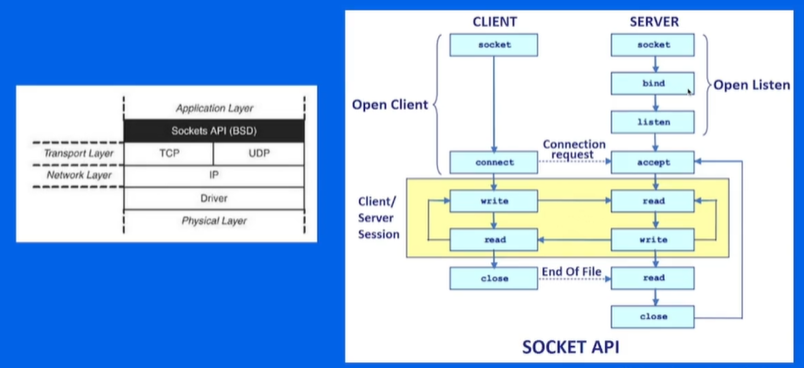 Application Layer
Sockets API (BSD)
Transport Layer
TCP
UDP
Network Layer
IP
Driver
Physical Layer
CLIENT
SERVER
socket
socket
bind
Open Listen
Open Client
listen
Connection
request
connect
accept
Client/
Server
Session
write
read
read
write
close
End Of File
read
close
SOCKET API